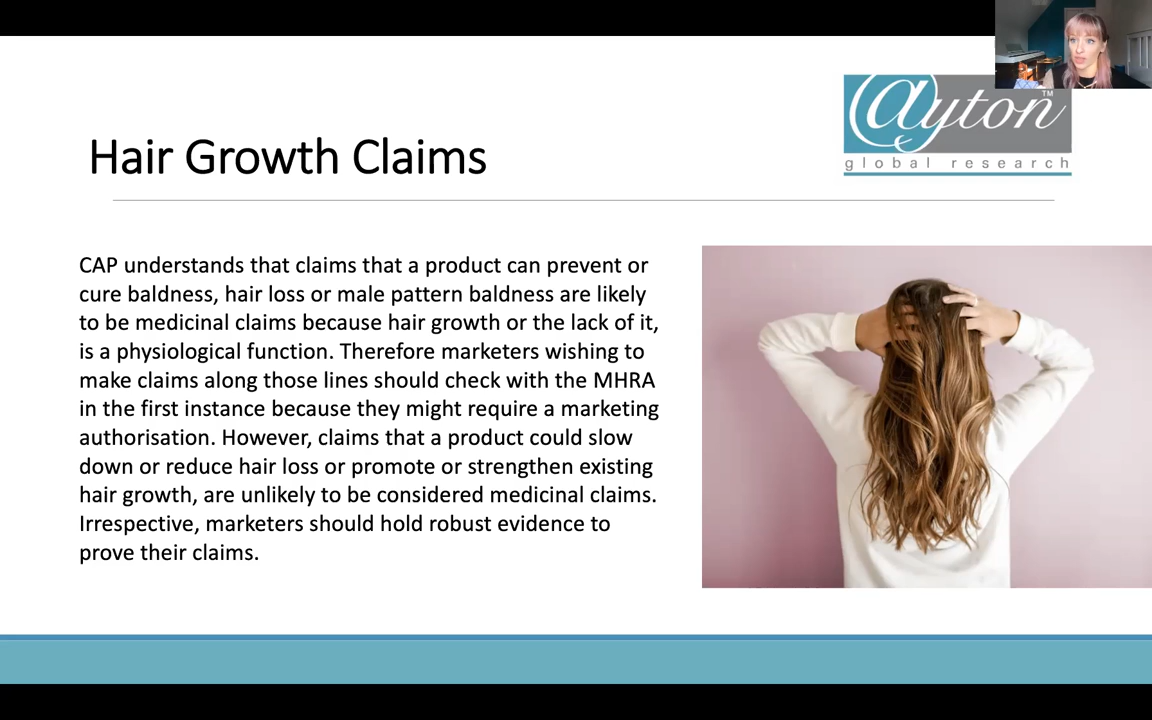 Hair Growth Claims
@yton™
global research
CAP understands that claims that a product can prevent or
cure baldness, hair loss or male pattern baldness are likely
to be medicinal claims because hair growth or the lack of it,
is a physiological function. Therefore marketers wishing to
make claims along those lines should check with the MHRA
in the first instance because they might require a marketing
authorisation. However, claims that a product could slow
down or reduce hair loss or promote or strengthen existing
hair growth, are unlikely to be considered medicinal claims.
Irrespective, marketers should hold robust evidence to
prove their claims.